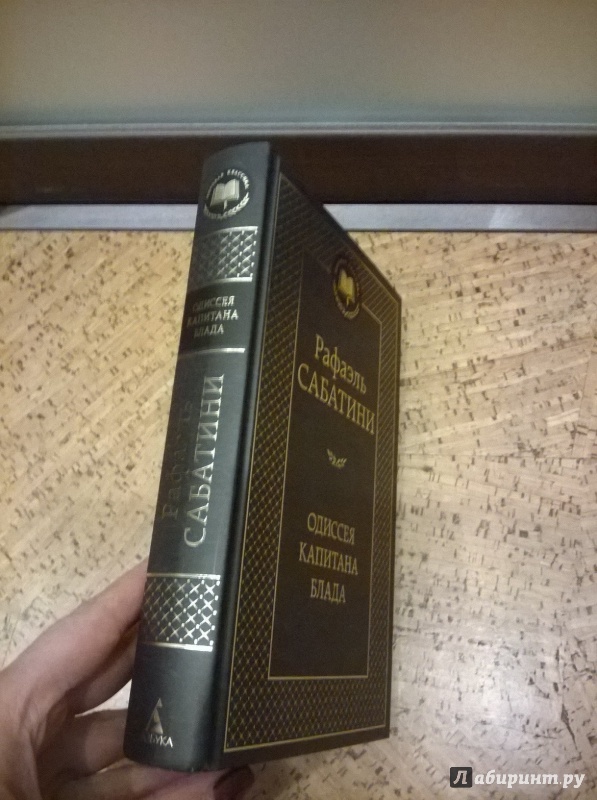 ОДИССЕЯ
КАПИТАНА
БЛАДА
Рафаэль
САБАТИНИ
АЗБУКА
Рафаэль
САБАТИНИ
ОДИССЕЯ
КАПИТАНА
БЛАДА
Лабиринт.ру